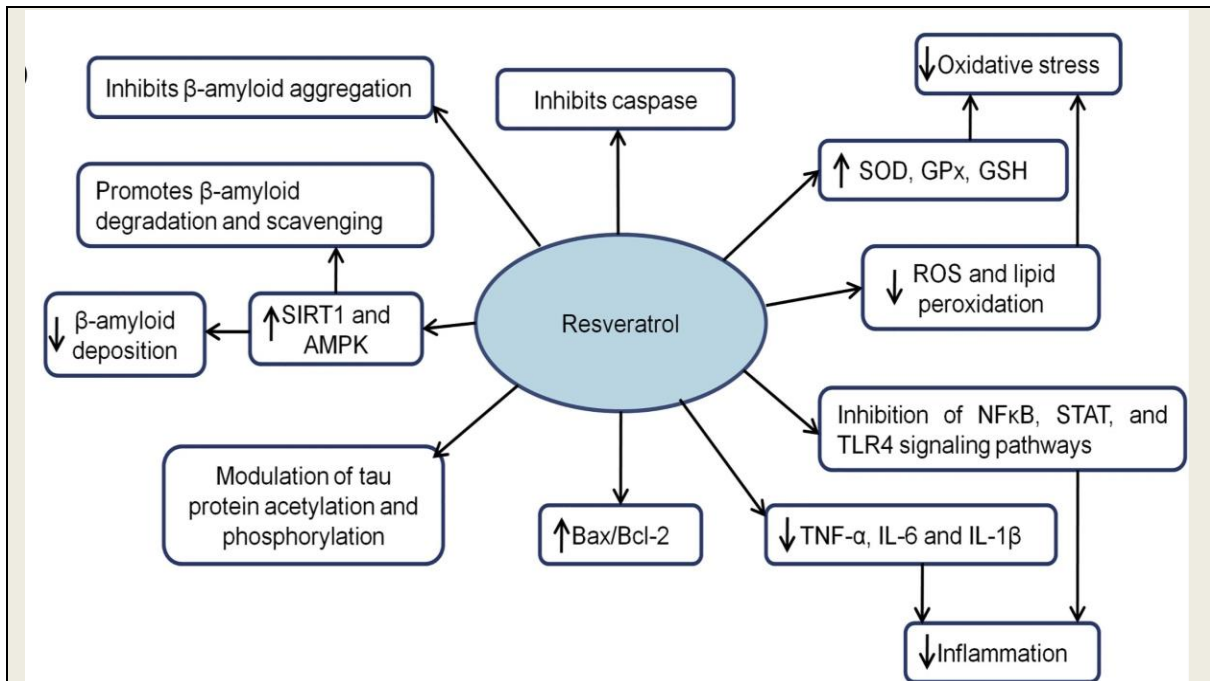 Inhibits β-amyloid aggregation
Inhibits caspase
↓ Oxidative stress
↑ SOD, GPx, GSH
Promotes β-amyloid
degradation and scavenging
↓ ROS and lipid
peroxidation
↑ SIRT1 and
AMPK
↓ β-amyloid
deposition
Resveratrol
Inhibition of NFκB, STAT, and
TLR4 signaling pathways
Modulation of tau
protein acetylation and
phosphorylation
↑ Bax/Bcl-2
↓ TNF-α, IL-6 and IL-1β
↓ Inflammation